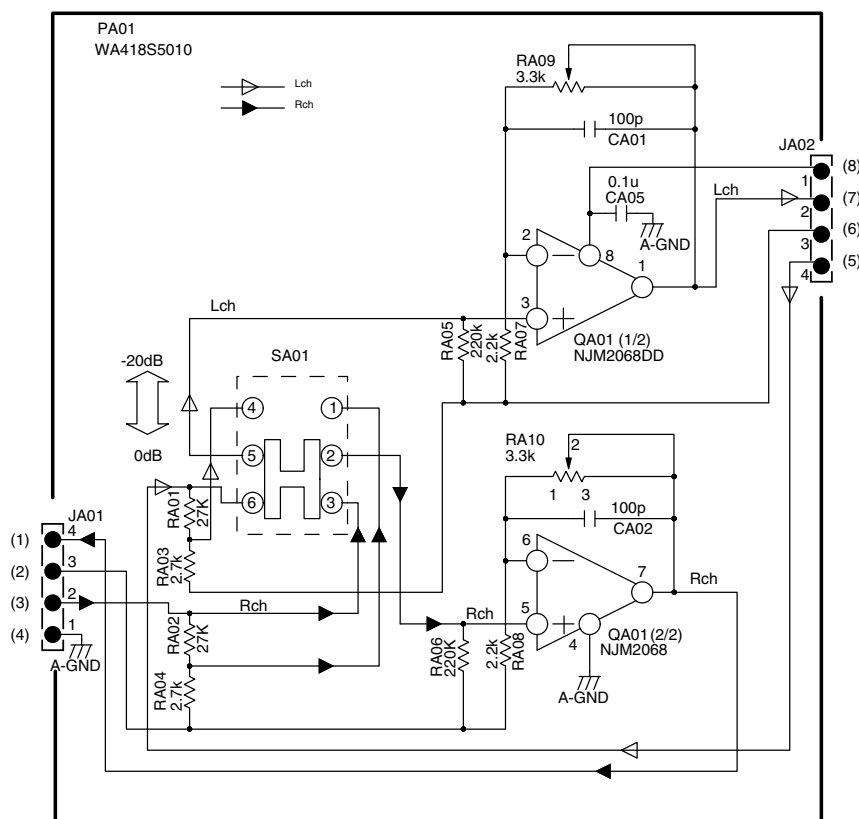 PA01
WA418S5010
Lch
Rch
RA09
3.3k
100p
CA01
JA02
(8)
1
(7)
2
(6)
3
(5)
4
0.1u
CA05
A-GND
Lch
2
8
1
3
QA01 (1/2)
NJM2068DD
RA05
220k
2.2k
RA07
Lch
-20dB
0dB
SA01
4
1
5
2
6
3
RA01
27K
RA03
2.7k
RA10
3.3k
2
1
3
100p
CA02
6
7
5
4
Rch
QA01 (2/2)
NJM2068
A-GND
JA01
(1)
4
(2)
3
(3)
2
(4)
1
A-GND
Rch
RA02
27K
RA04
2.7k
Rch
RA06
220K
2.2k
RA08